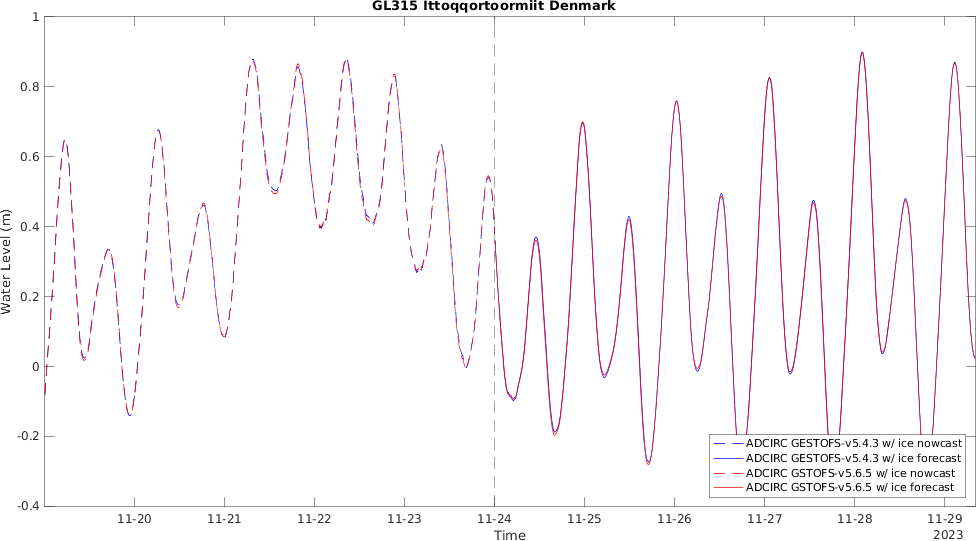 GL315 Ittoqqortoormiit Denmark
1
0.8
0.6
0.4
0.2
0
-0.2
-0.4
Water Level (m)
ADCIRC GESTOFS-v5.4.3 w/ ice nowcast
ADCIRC GESTOFS-v5.4.3 w/ ice forecast
ADCIRC GSTOFS-v5.6.5 w/ ice nowcast
ADCIRC GSTOFS-v5.6.5 w/ ice forecast
11-20 11-21 11-22 11-23 11-24 11-25 11-26 11-27 11-28 11-29
Time 2023